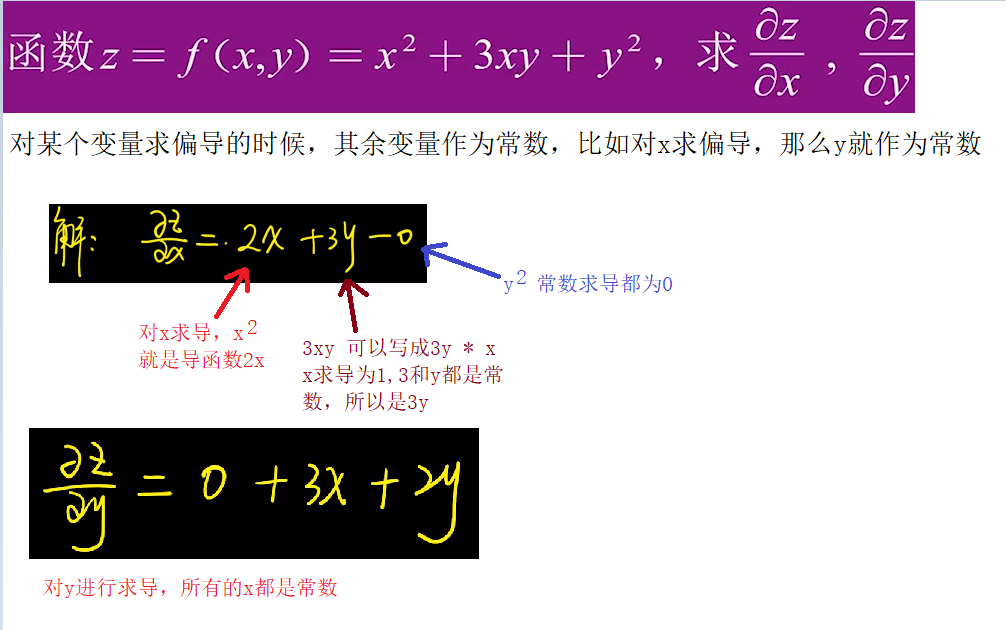 函数z = f(x,y) = x² + 3xy + y²，求 ∂z/∂x , ∂z/∂y
对某个变量求偏导的时候，其余变量作为常数，比如对x求偏导，那么y就作为常数
解： ∂z/∂x = 2x + 3y - 0
y² 常数求导都为0
对x求导，x²
就是导函数2x
3xy 可以写成3y * x
x求导为1,3和y都是常
数，所以是3y
∂z/∂y = 0 + 3x + 2y
对y进行求导，所有的x都是常数